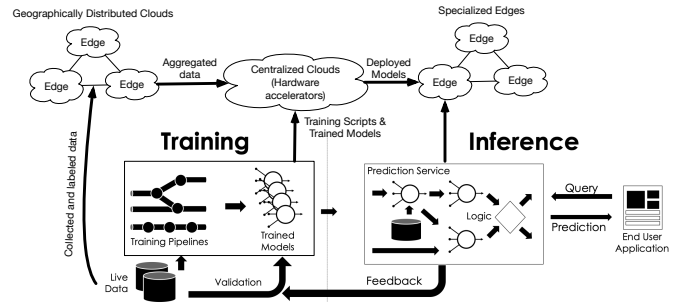 Geographically Distributed Clouds
Specialized Edges
Edge
Edge
Edge
Aggregated
data
Centralized Clouds
(Hardware
accelerators)
Deployed
Models
Edge
Edge
Edge
Training Scripts &
Trained Models
Collected and labeled data
Training
Inference
Training Pipelines
Trained
Models
Prediction Service
Logic
Query
Prediction
End User
Application
Live
Data
Validation
Feedback